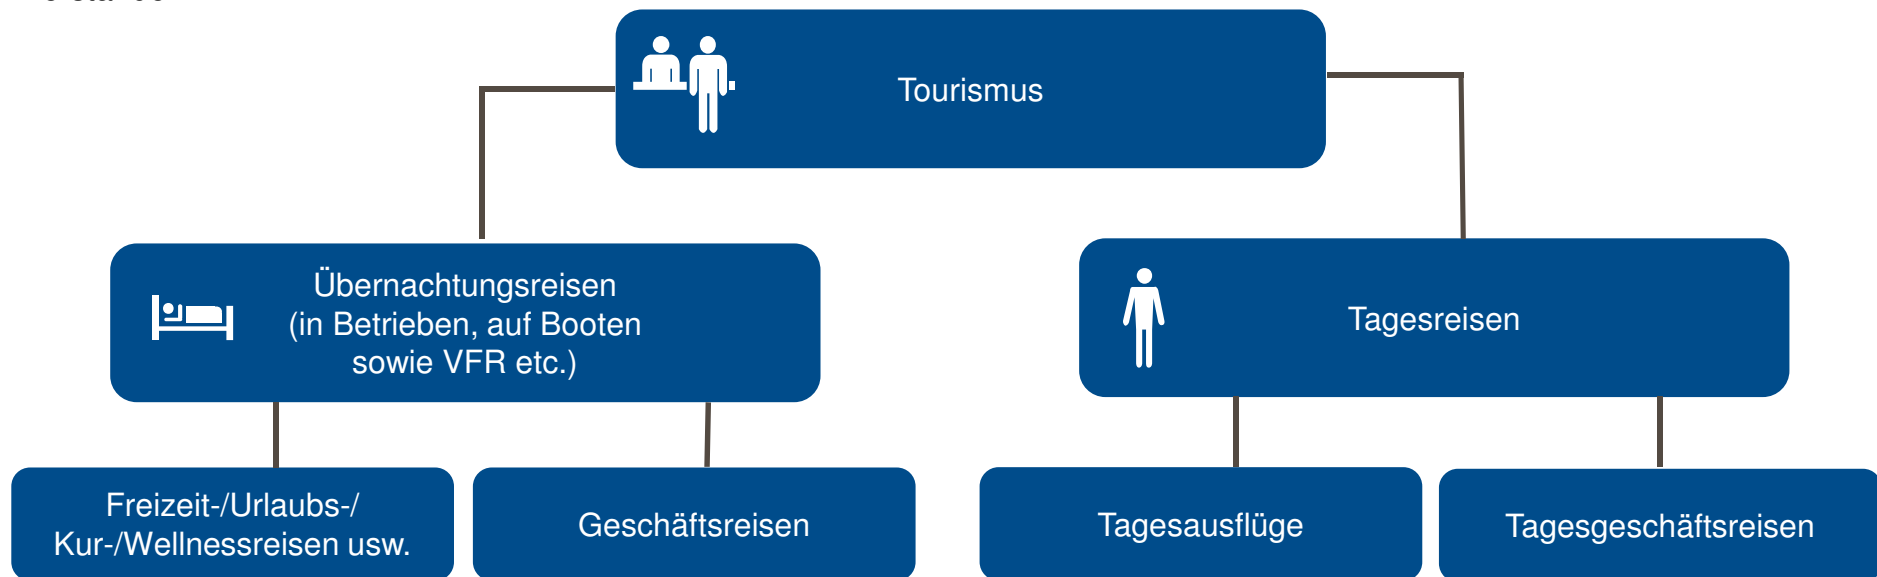 Tourismus
Übernachtungsreisen
(in Betrieben, auf Booten
sowie VFR etc.)
Tagesreisen
Freizeit-/Urlaubs-/
Kur-/Wellnessreisen usw.
Geschäftsreisen
Tagesausflüge
Tagesgeschäftsreisen